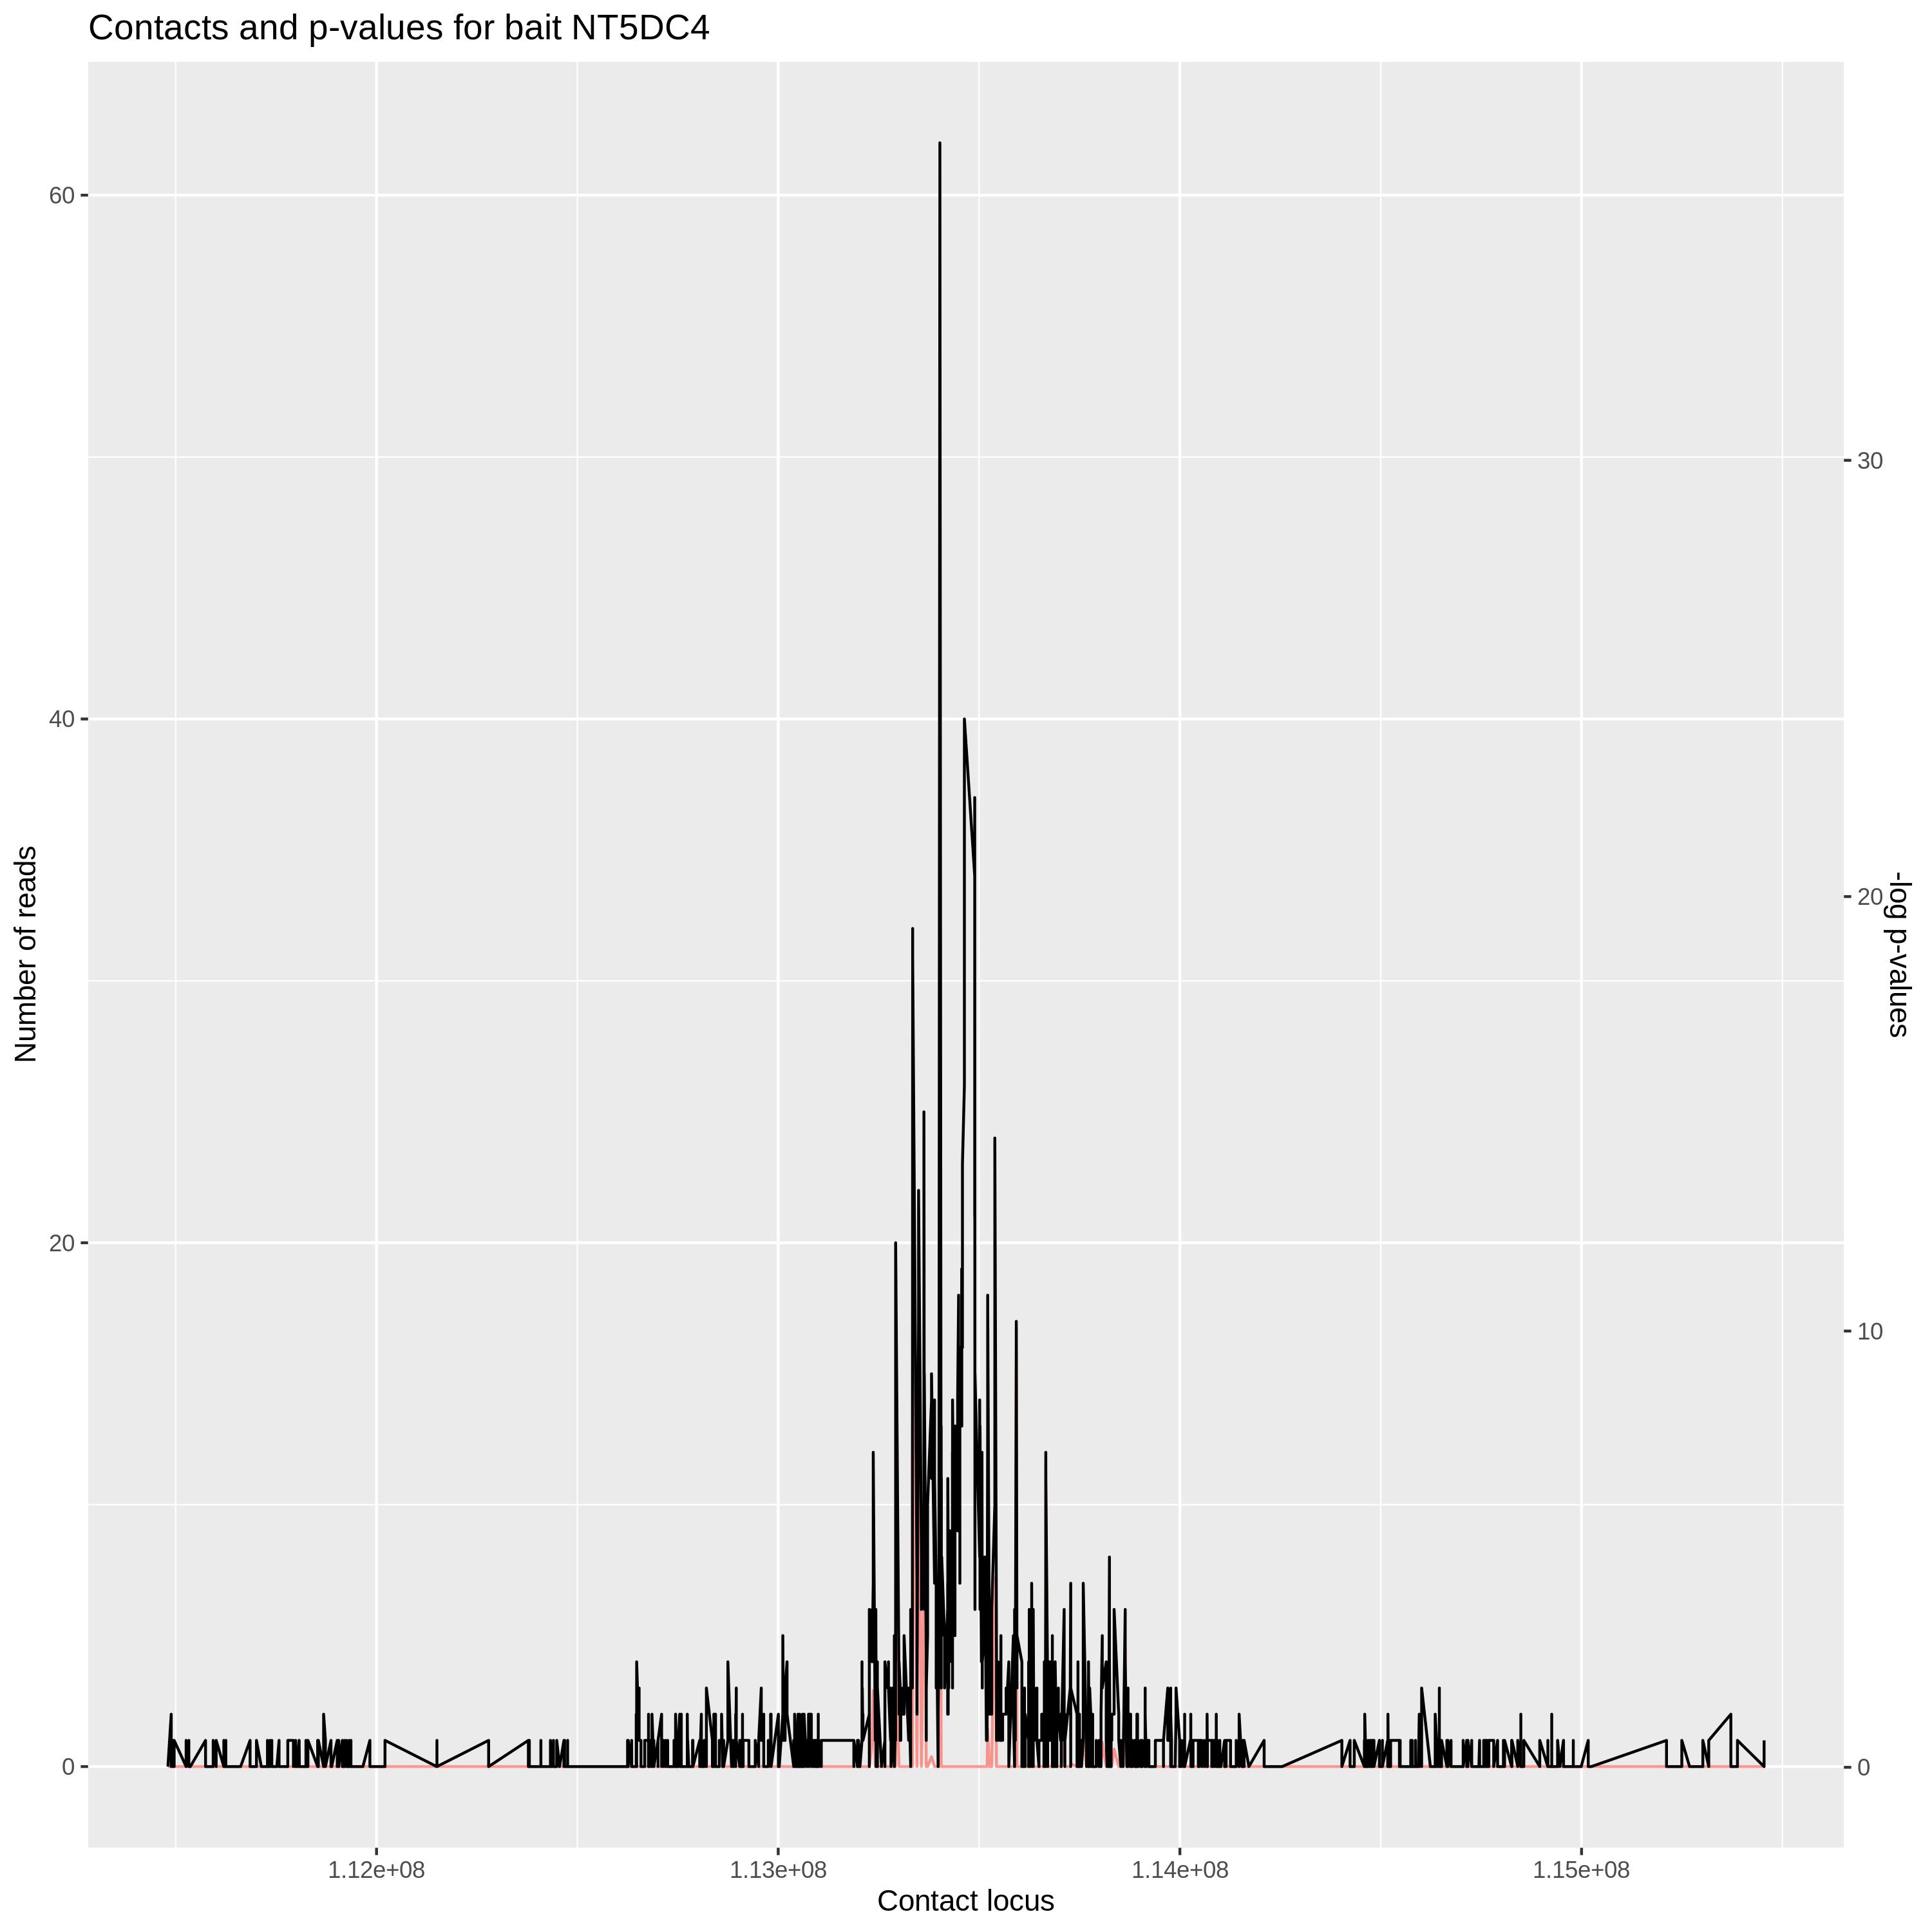 Contacts and p-values for bait NT5DC4
60
40
20
0
Number of reads
30
20
10
0
-log p-values
1.12e+08
1.13e+08
1.14e+08
1.15e+08
Contact locus